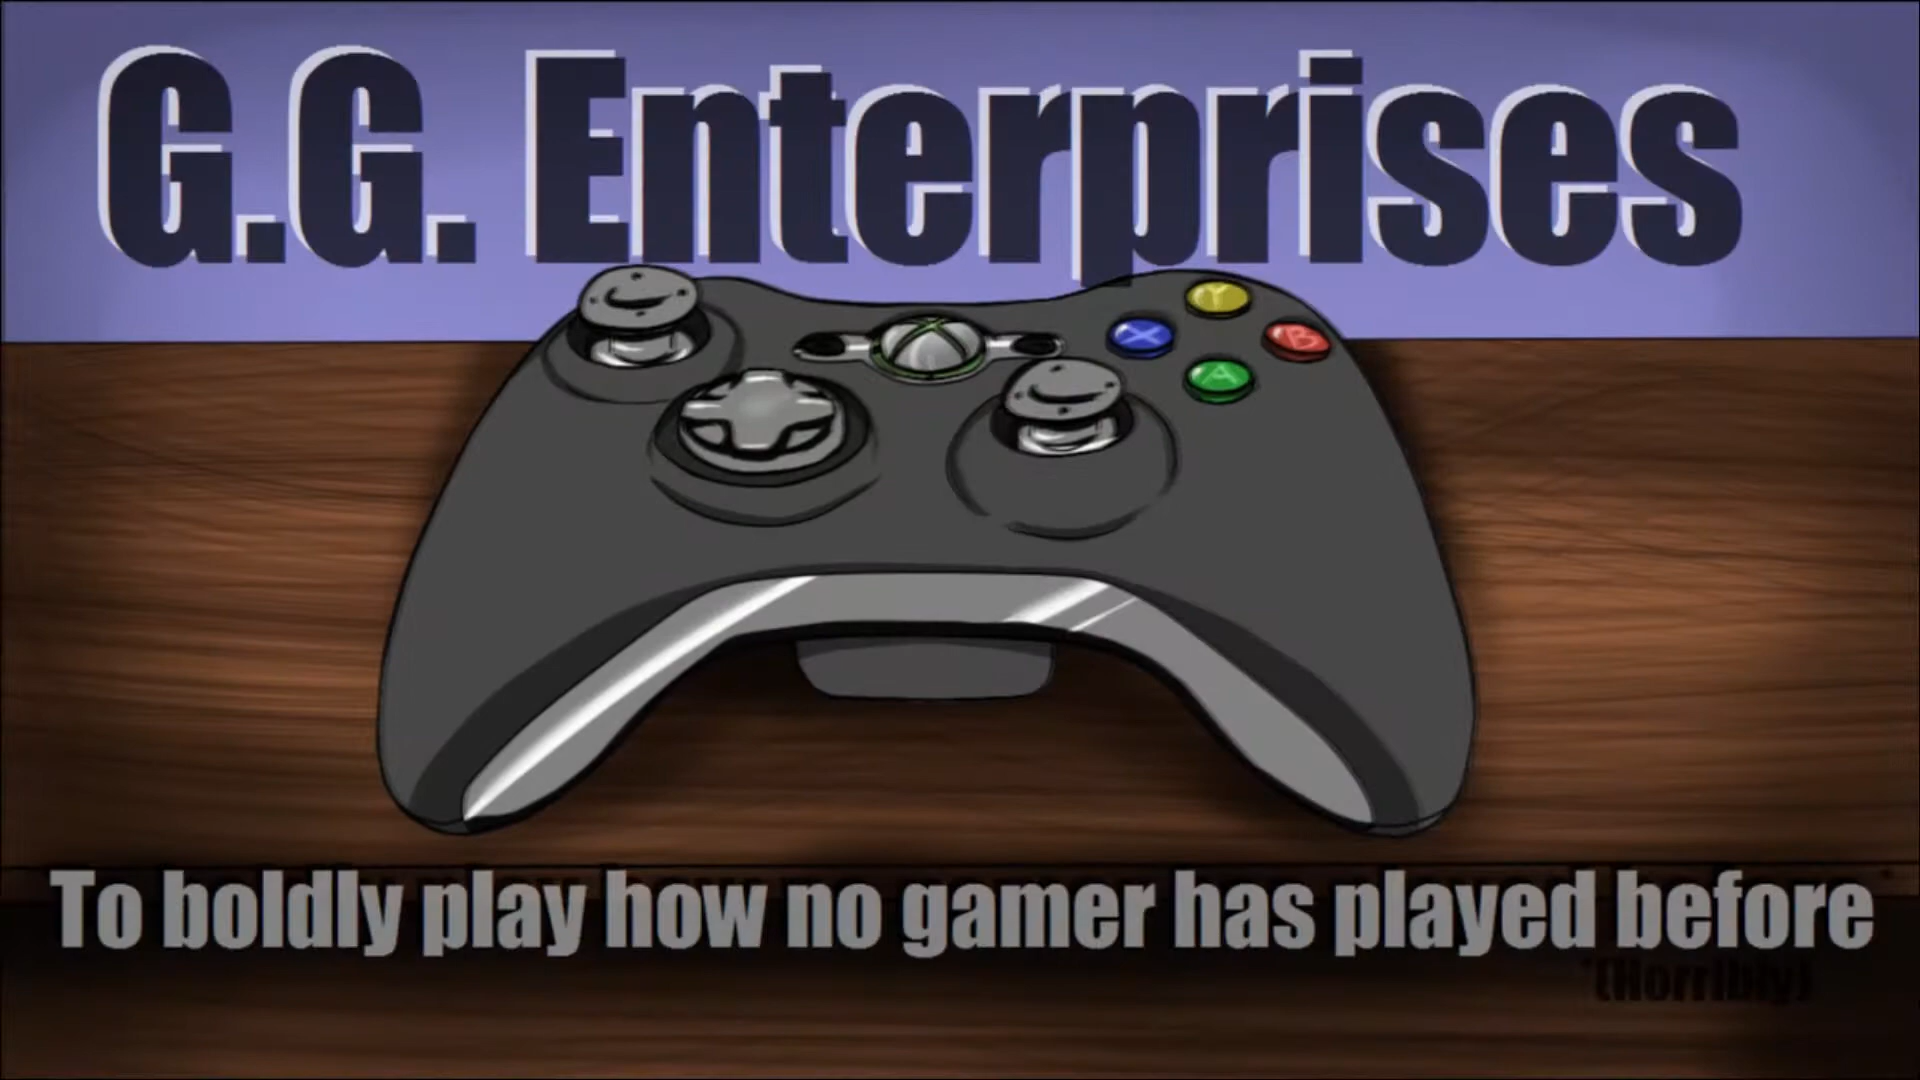 G.G. Enterprises
Y
X
B
A
To boldly play how no gamer has played before
*(Horribly)